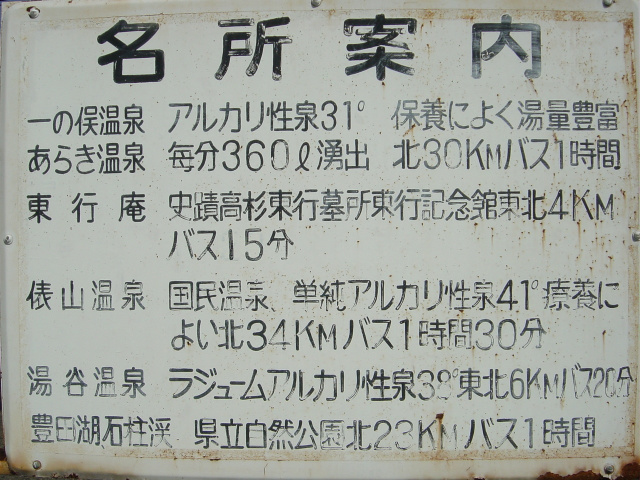 名所案内
一の俣温泉 アルカリ性泉31° 保養によく湯量豊富
あらき温泉 毎分360ℓ湧出 北30KMバス1時間
東行庵 史蹟高杉東行墓所東行記念館東北4KM
バス15分
俵山温泉 国民温泉、単純アルカリ性泉41°療養に
よい北34KMバス1時間30分
湯谷温泉 ラジュームアルカリ性泉38°東北6KMバス20分
豊田湖石柱渓 県立自然公園北23KMバス1時間